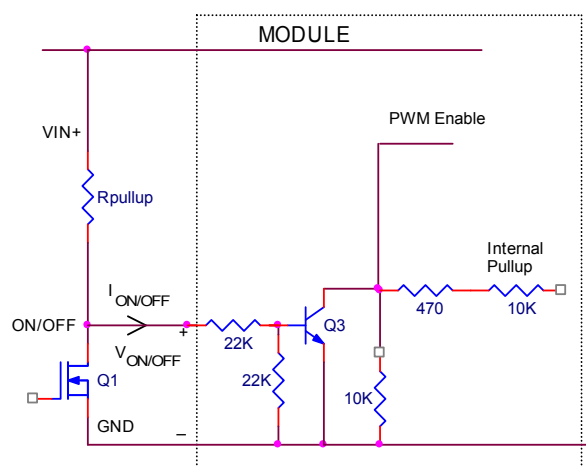 MODULE
PWM Enable
VIN+
Rpullup
Internal
Pullup
I ON/OFF
ON/OFF
+
Q3
470
10K
22K
V ON/OFF
22K
Q1
10K
GND
–